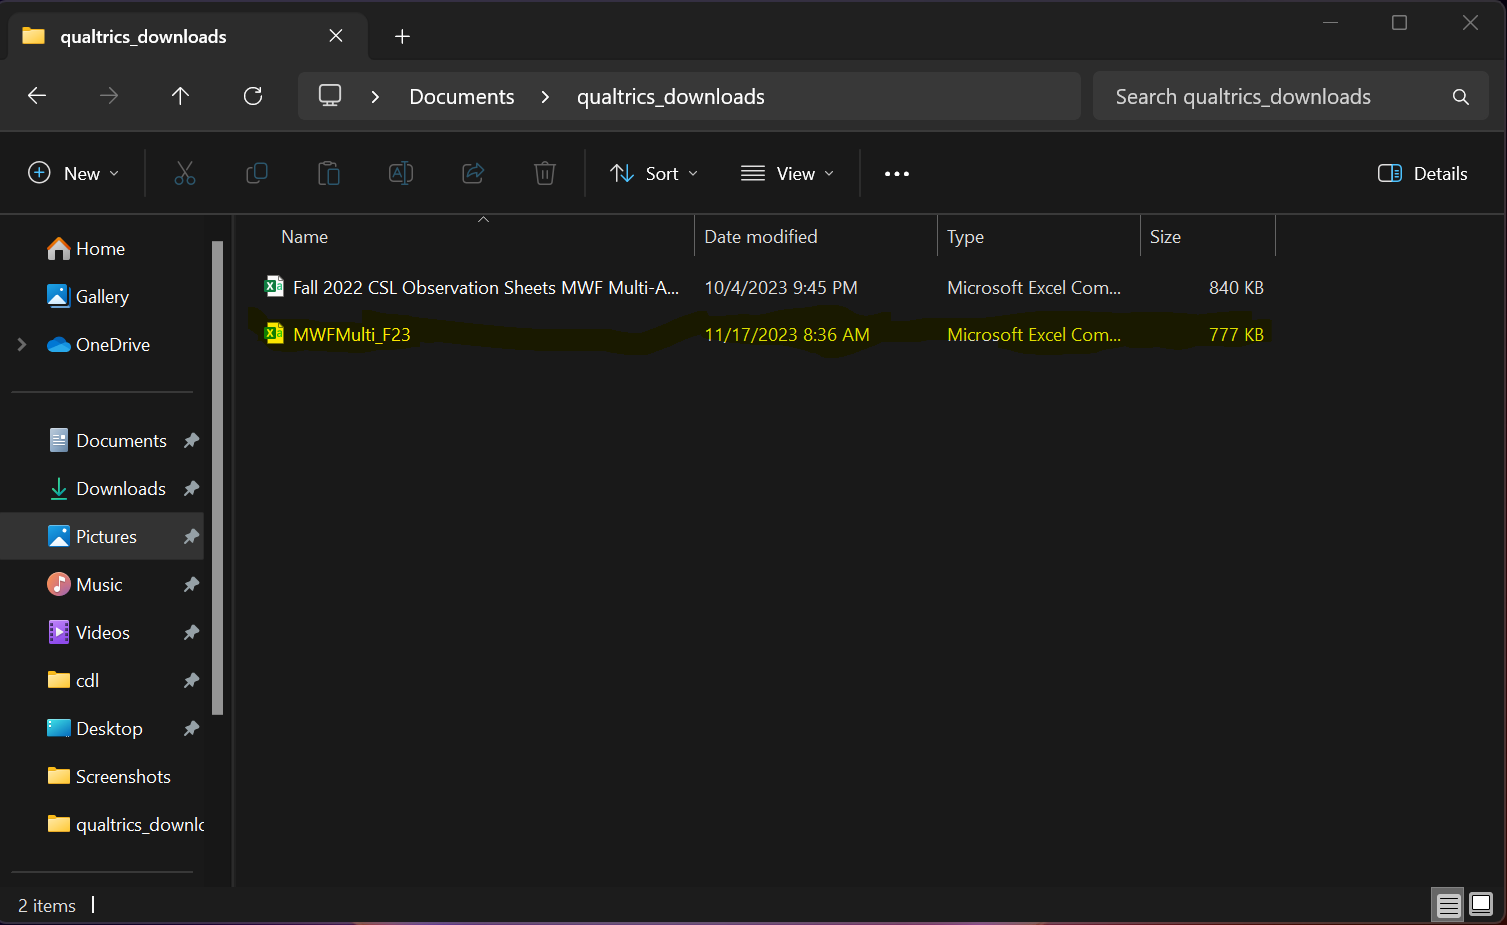 qualtrics_downloads
Documents qualtrics_downloads
Search qualtrics_downloads
New Sort View Details
Name Date modified Type Size
Home
Gallery
OneDrive
Documents
Downloads
Pictures
Music
Videos
cdl
Desktop
Screenshots
qualtrics_downlc
Fall 2022 CSL Observation Sheets MWF Multi-A... 10/4/2023 9:45 PM Microsoft Excel Com... 840 KB
MWFMulti_F23 11/17/2023 8:36 AM Microsoft Excel Com... 777 KB
2 items